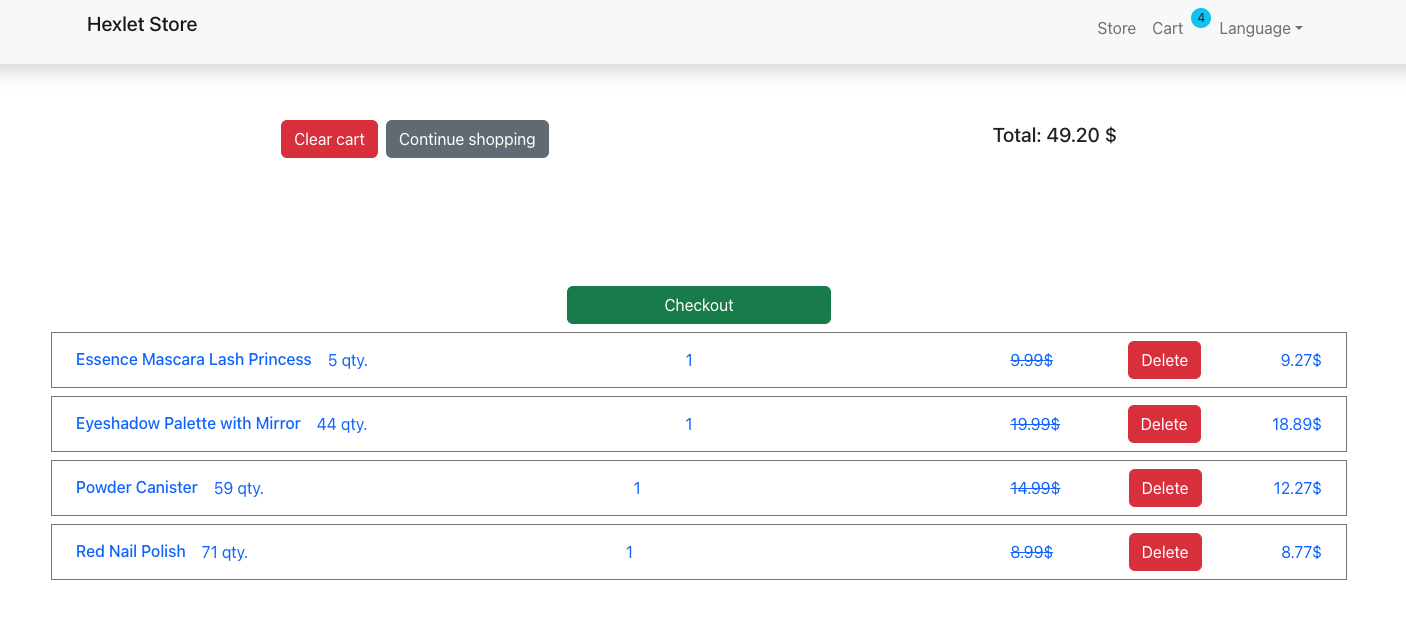 Hexlet Store Store Cart 4 Language
Clear cart Continue shopping Total: 49.20 $
Checkout
Essence Mascara Lash Princess 5 qty. 1 9.99$ Delete 9.27$
Eyeshadow Palette with Mirror 44 qty. 1 19.99$ Delete 18.89$
Powder Canister 59 qty. 1 14.99$ Delete 12.27$
Red Nail Polish 71 qty. 1 8.99$ Delete 8.77$